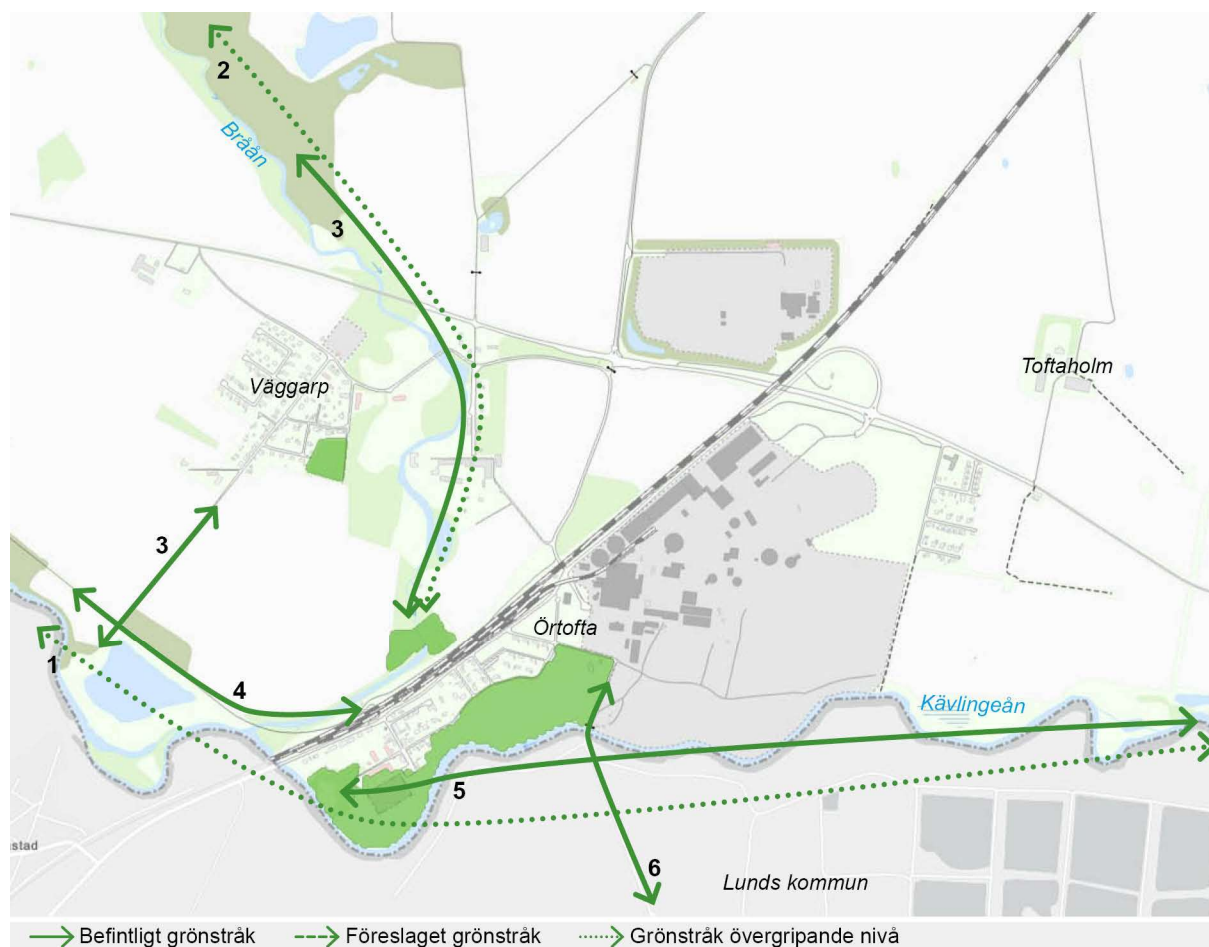 2
Bråån
3
Väggarp
Toftaholm
3
Örtofta
1
4
Kävlingeån
5
stad
6
Lunds kommun
Befintligt grönstråk
Föreslaget grönstråk
Grönstråk övergripande nivå